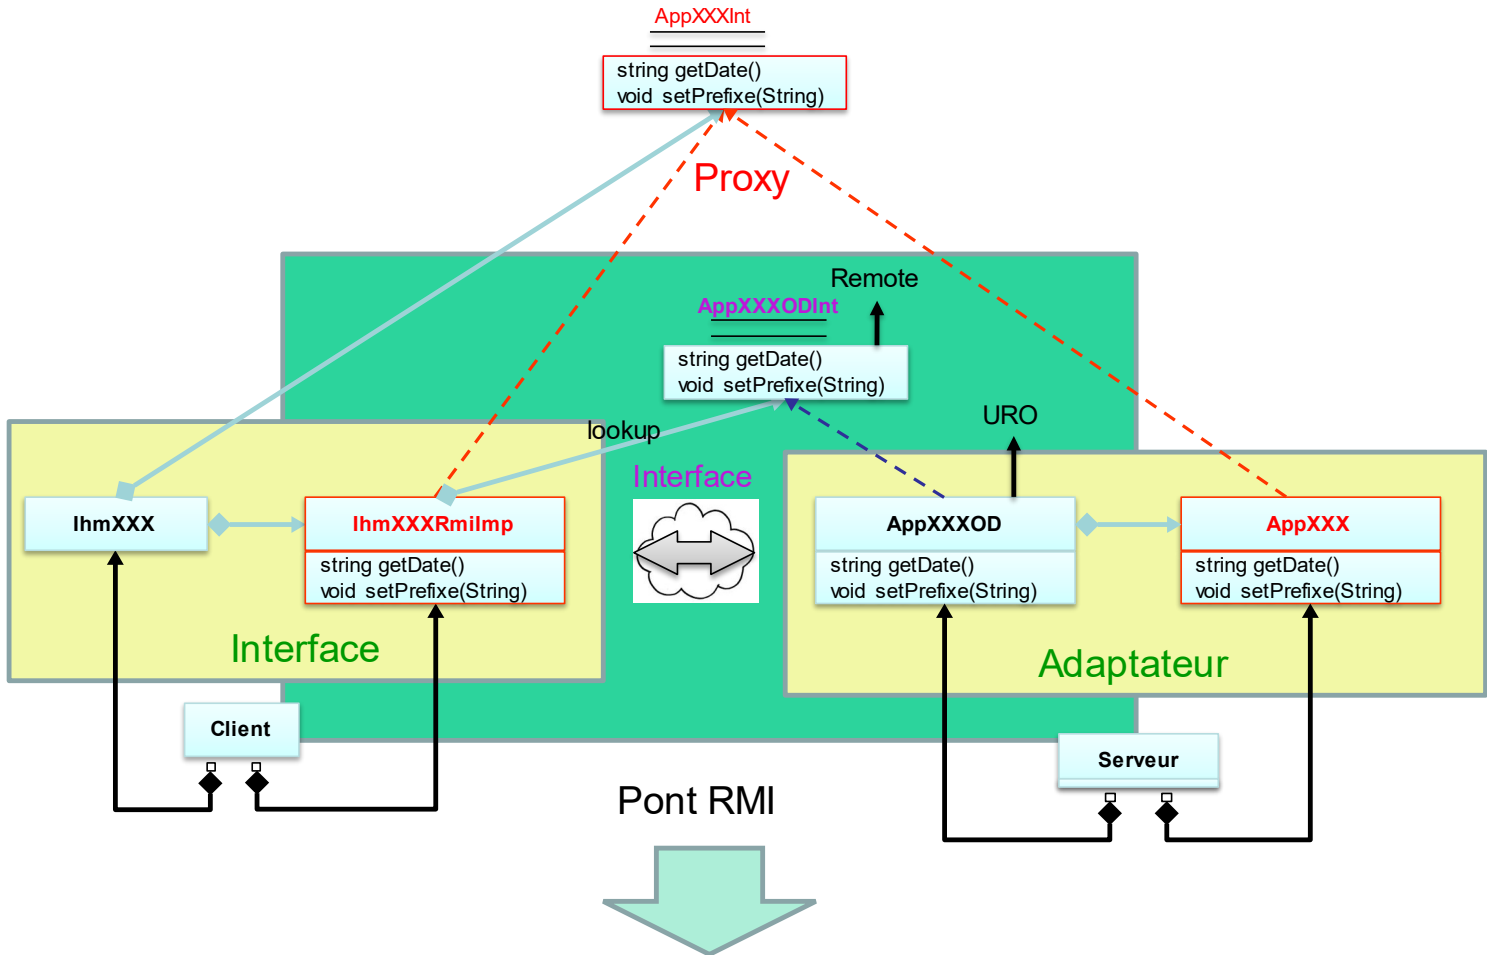 AppXXXInt
string getDate()
void setPrefixe(String)
Proxy
Remote
AppXXXODInt
string getDate()
void setPrefixe(String)
lookup
URO
Interface
IhmXXX
IhmXXXRmiImp
string getDate()
void setPrefixe(String)
AppXXXOD
string getDate()
void setPrefixe(String)
AppXXX
string getDate()
void setPrefixe(String)
Interface
Adaptateur
Client
Serveur
Pont RMI